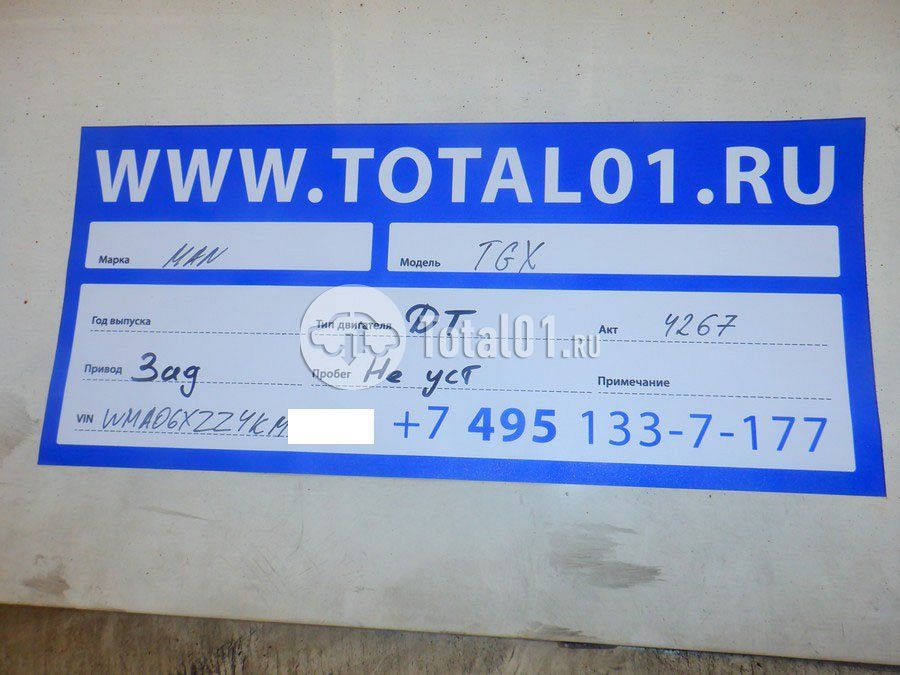 WWW.TOTAL01.RU
Марка MAN Модель TGX
Год выпуска Тип двигателя ДТ Акт 4267
Total01.RU
Привод Зад Пробег Не уст Примечание
VIN WMA06XZZ4KM +7 495 133-7-177